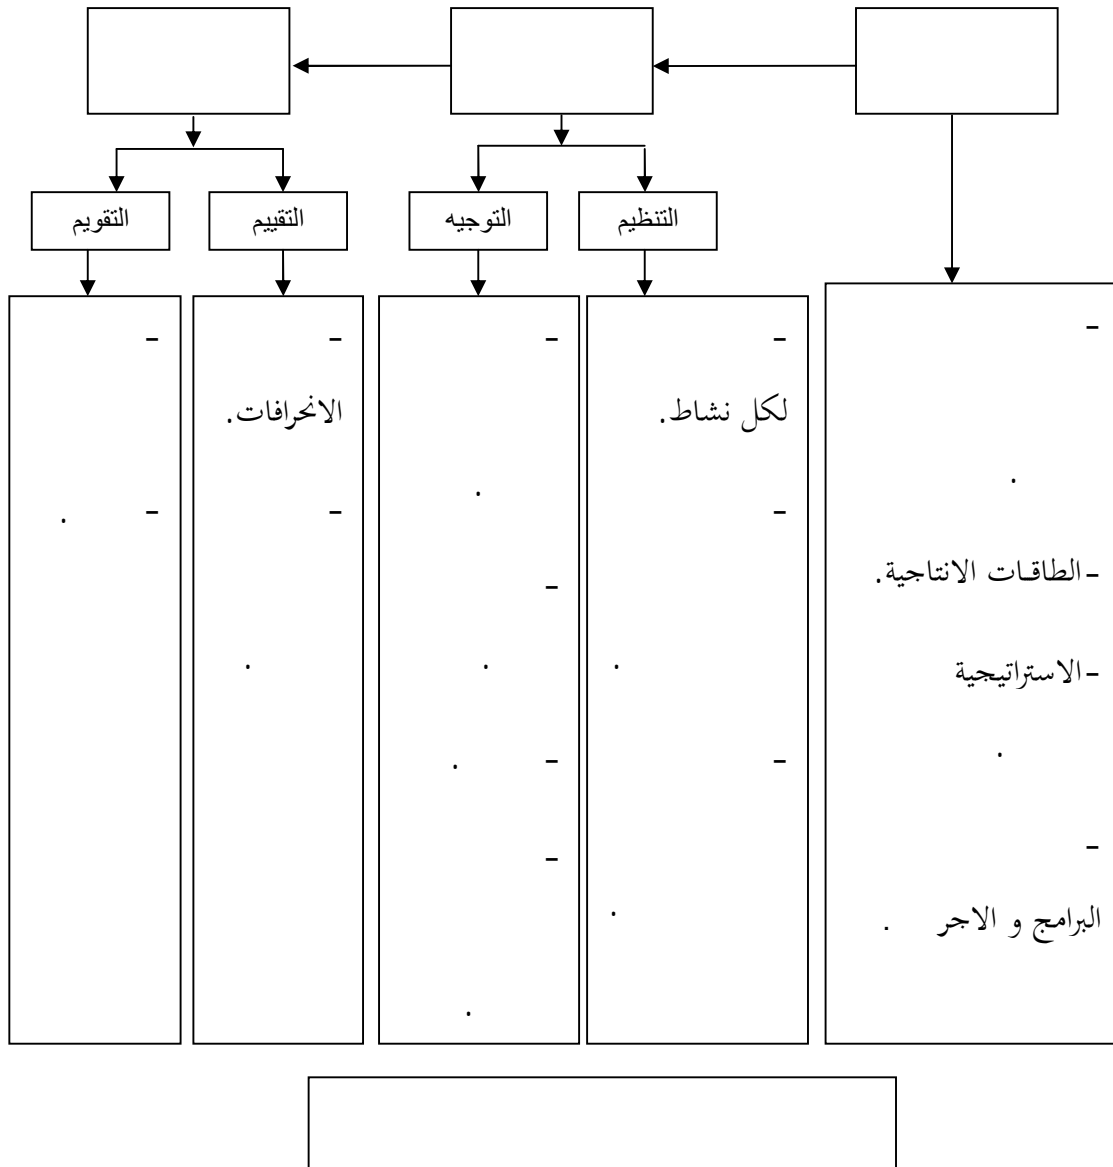 التنظيم
التوجيه
التقييم
التقويم
-
.
-الطاقات الانتاجية.
-الاستراتيجية
.
-
البرامج و الاجر .
-
لكل نشاط.
-
.
-
.
-
.
-
.
- .
-
.
-
الانحرافات.
-
.
-
- .